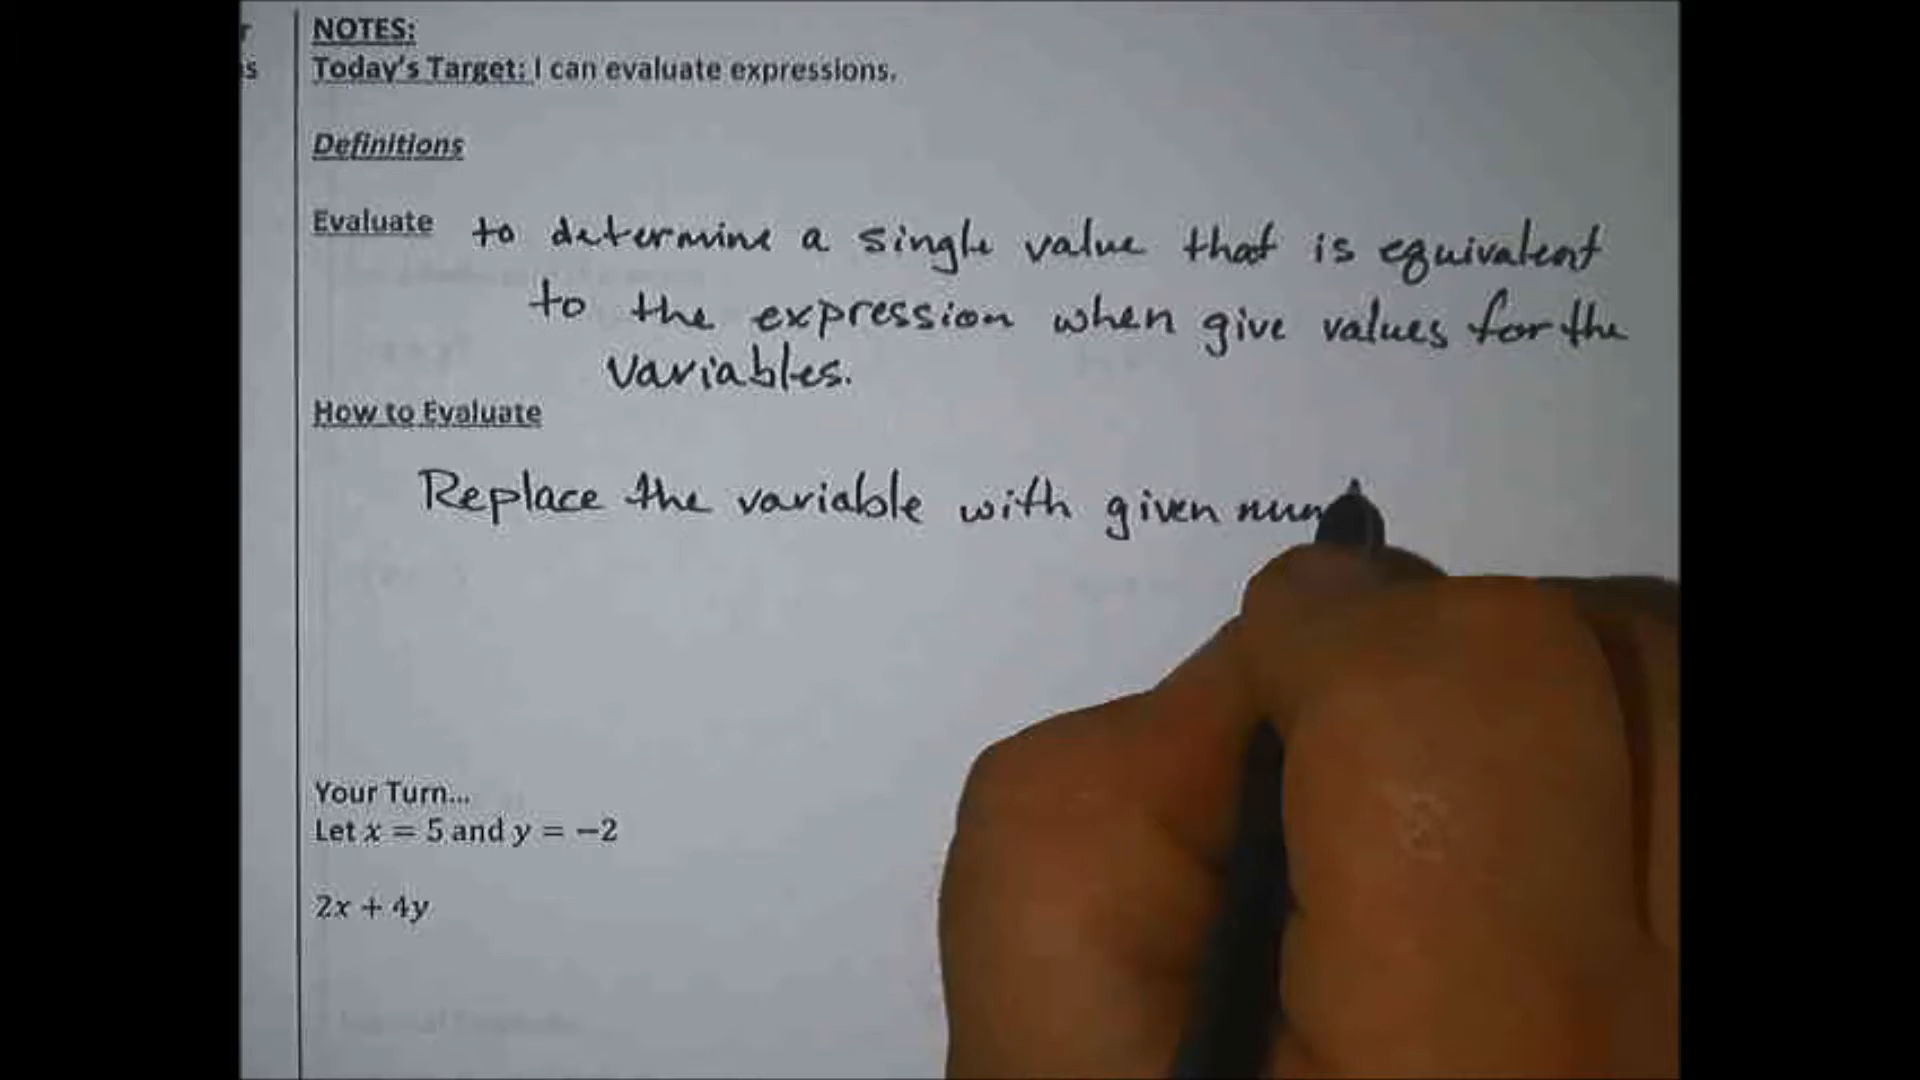 NOTES:
Today's Target: I can evaluate expressions.
Definitions
Evaluate to determine a single value that is equivalent
to the expression when give values for the
variables.
How to Evaluate
Replace the variable with given num
Your Turn...
Let x = 5 and y = −2
2x + 4y